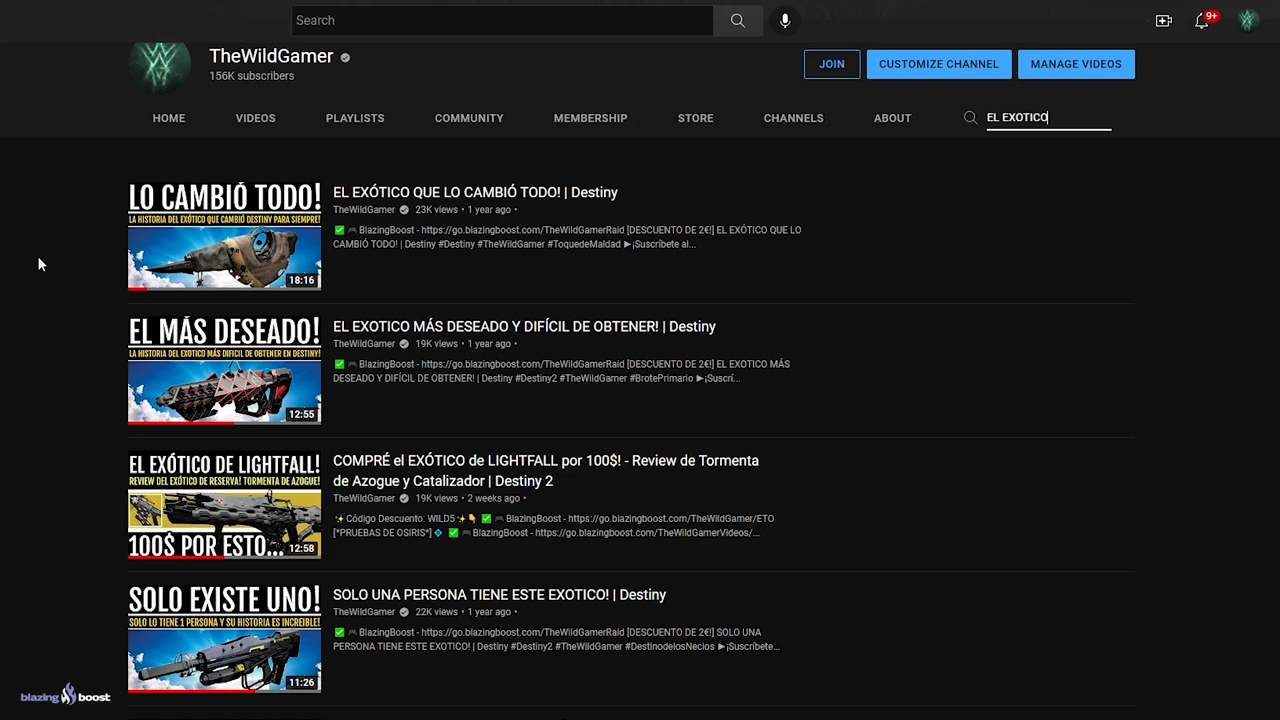 Search
9+
TheWildGamer
156K subscribers
JOIN
CUSTOMIZE CHANNEL
MANAGE VIDEOS
HOME
VIDEOS
PLAYLISTS
COMMUNITY
MEMBERSHIP
STORE
CHANNELS
ABOUT
EL EXOTICO
LO CAMBIÓ TODO!
LA HISTORIA DEL EXÓTICO QUE CAMBIÓ DESTINY PARA SIEMPRE!
18:16
EL EXÓTICO QUE LO CAMBIÓ TODO! | Destiny
TheWildGamer 23K views • 1 year ago •
✅ 🎮 BlazingBoost - https://go.blazingboost.com/TheWildGamerRaid [DESCUENTO DE 2€!] EL EXÓTICO QUE LO
CAMBIÓ TODO! | Destiny #Destiny #TheWildGamer #ToquedeMaldad ►¡Suscríbete al...
EL MÁS DESEADO!
LA HISTORIA DEL EXÓTICO MÁS DIFICIL DE OBTENER EN DESTINY!
12:55
EL EXOTICO MÁS DESEADO Y DIFÍCIL DE OBTENER! | Destiny
TheWildGamer 19K views • 1 year ago •
✅ 🎮 BlazingBoost - https://go.blazingboost.com/TheWildGamerRaid [DESCUENTO DE 2€!] EL EXOTICO MÁS
DESEADO Y DIFÍCIL DE OBTENER! | Destiny #Destiny2 #TheWildGamer #BrotePrimario ►¡Suscrí...
EL EXÓTICO DE LIGHTFALL!
REVIEW DEL EXÓTICO DE RESERVA! TORMENTA DE AZOGUE!
100$ POR ESTO...
12:58
COMPRÉ el EXÓTICO de LIGHTFALL por 100$! - Review de Tormenta
de Azogue y Catalizador | Destiny 2
TheWildGamer 19K views • 2 weeks ago •
✨Código Descuento: WILD5✨👇 ✅ 🎮 BlazingBoost - https://go.blazingboost.com/TheWildGamer/ETO
[*PRUEBAS DE OSIRIS*] 💠 ✅ 🎮 BlazingBoost - https://go.blazingboost.com/TheWildGamerVideos/...
SOLO EXISTE UNO!
SOLO LO TIENE 1 PERSONA Y SU HISTORIA ES INCREIBLE!
11:26
SOLO UNA PERSONA TIENE ESTE EXOTICO! | Destiny
TheWildGamer 22K views • 1 year ago •
✅ 🎮 BlazingBoost - https://go.blazingboost.com/TheWildGamerRaid [DESCUENTO DE 2€!] SOLO UNA
PERSONA TIENE ESTE EXOTICO! | Destiny #Destiny2 #TheWildGamer #DestinodelosNecios ►¡Suscríbete...
blazing boost